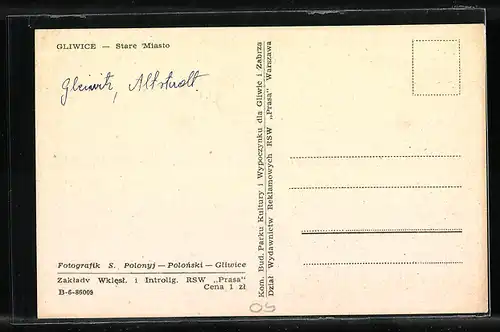 GLIWICE — Stare Miasto
Gleiwitz, Altstadt.
Kom. Bud. Parku Kultury i Wypoczynku dla Gliwic i Zabrza
Dział Wydawnictw Reklamowych RSW „Prasa" Warszawa
Fotografik S. Polonyj — Poloński — Gliwice
Zakłady Wklęsł. i Introlig. RSW „Prasa"
Cena 1 zł
B-6-86009
OS